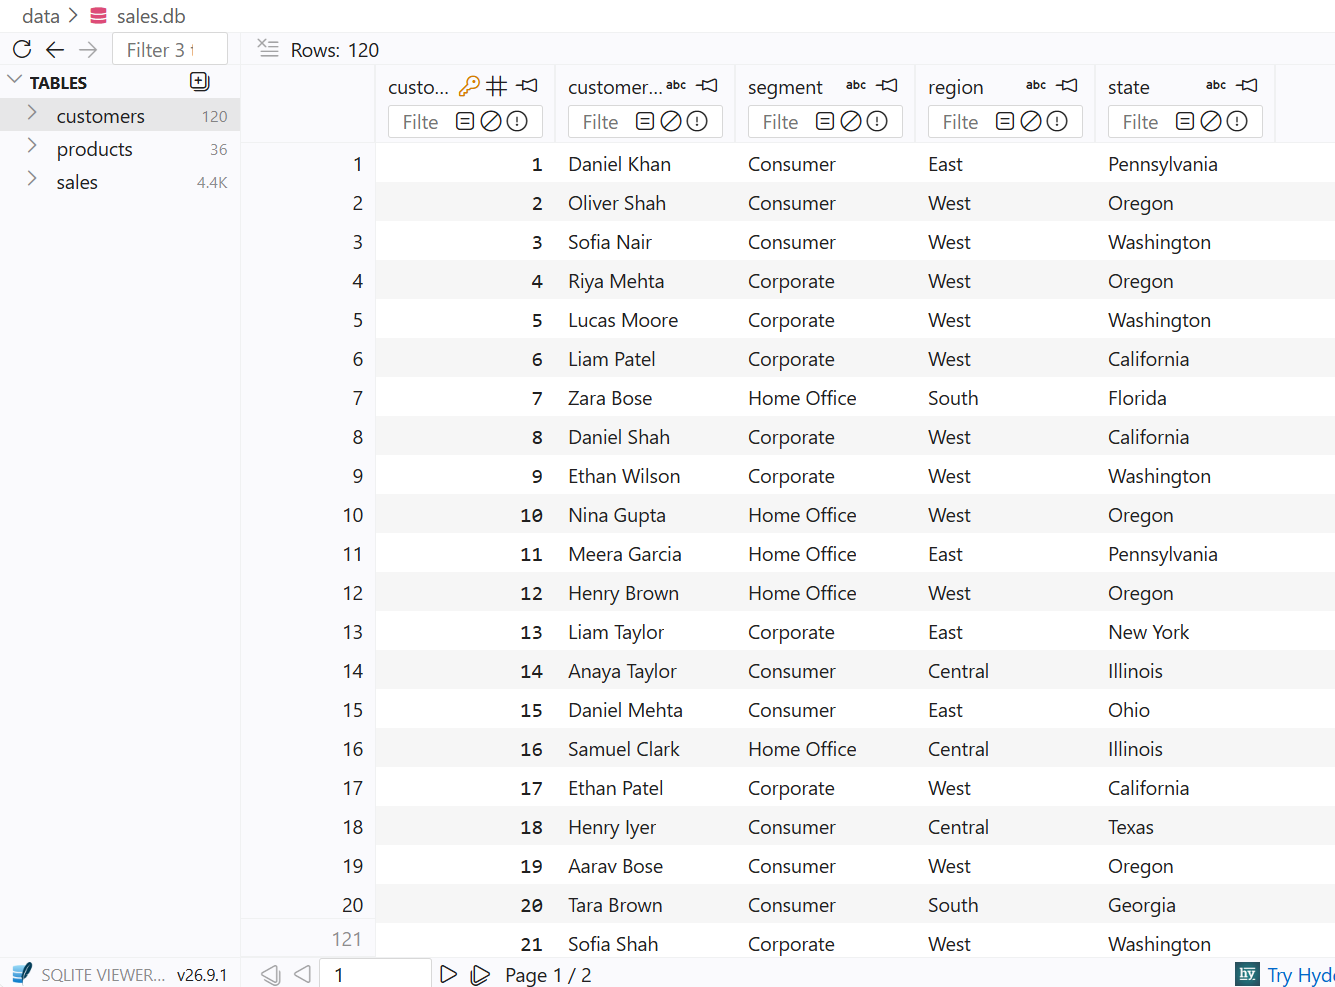 data > sales.db
Filter 3 t
Rows: 120
TABLES
customers 120
products 36
sales 4.4K
custo... customer... abc segment abc region abc state abc
Filte Filte Filte Filte Filte
1 1 Daniel Khan Consumer East Pennsylvania
2 2 Oliver Shah Consumer West Oregon
3 3 Sofia Nair Consumer West Washington
4 4 Riya Mehta Corporate West Oregon
5 5 Lucas Moore Corporate West Washington
6 6 Liam Patel Corporate West California
7 7 Zara Bose Home Office South Florida
8 8 Daniel Shah Corporate West California
9 9 Ethan Wilson Corporate West Washington
10 10 Nina Gupta Home Office West Oregon
11 11 Meera Garcia Home Office East Pennsylvania
12 12 Henry Brown Home Office West Oregon
13 13 Liam Taylor Corporate East New York
14 14 Anaya Taylor Consumer Central Illinois
15 15 Daniel Mehta Consumer East Ohio
16 16 Samuel Clark Home Office Central Illinois
17 17 Ethan Patel Corporate West California
18 18 Henry Iyer Consumer Central Texas
19 19 Aarav Bose Consumer West Oregon
20 20 Tara Brown Consumer South Georgia
121 21 Sofia Shah Corporate West Washington
SQLITE VIEWER... v26.9.1 1 Page 1 / 2 hy Try Hyd